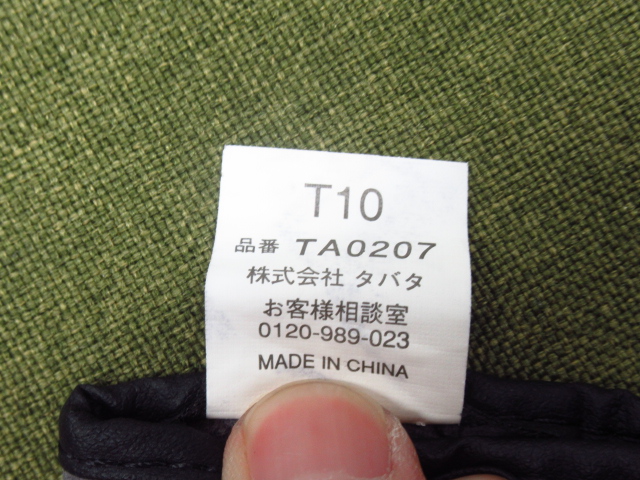 T10
品番 TA0207
株式会社 タバタ
お客様相談室
0120-989-023
MADE IN CHINA